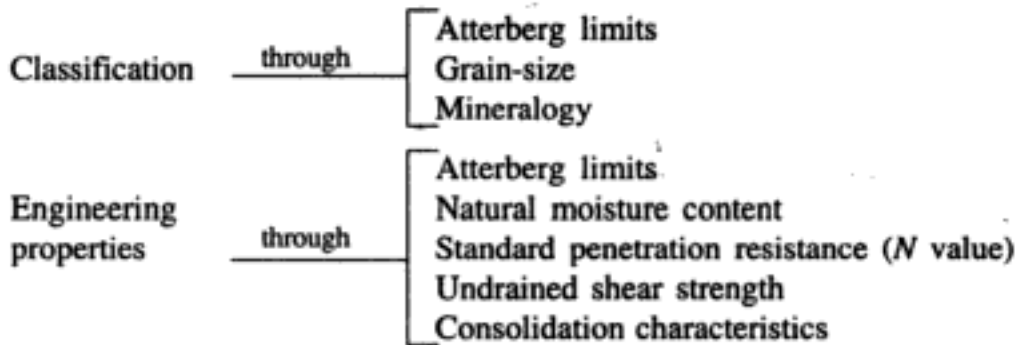 Classification through
Atterberg limits
Grain-size
Mineralogy
Engineering
properties through
Atterberg limits
Natural moisture content
Standard penetration resistance (N value)
Undrained shear strength
Consolidation characteristics